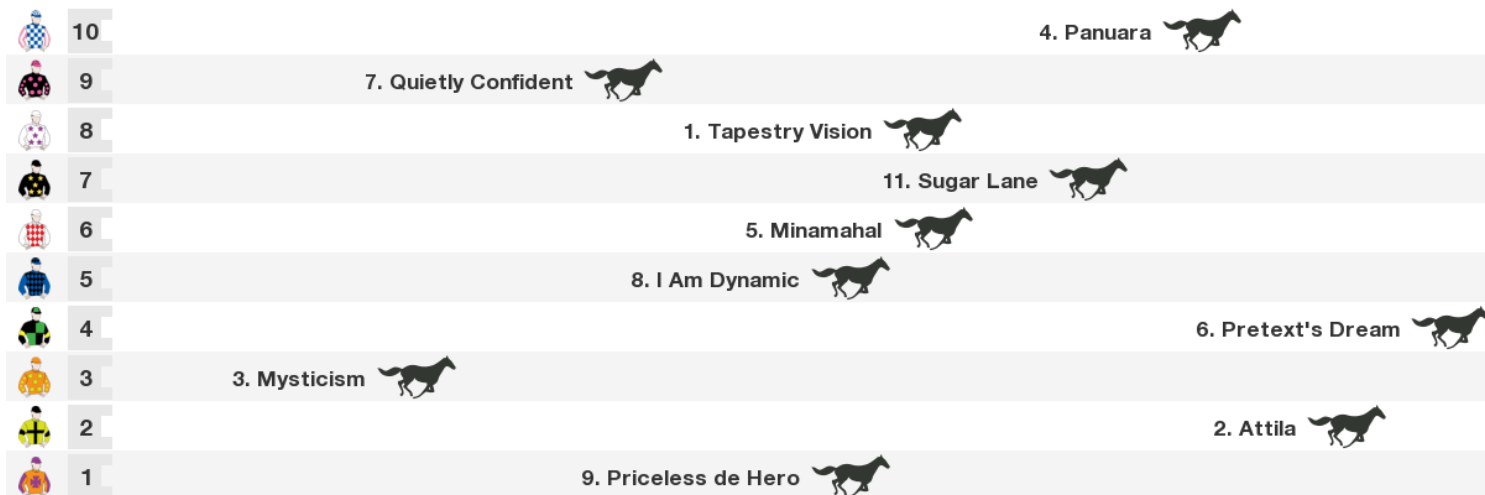 10 4. Panuara
9 7. Quietly Confident
8 1. Tapestry Vision
7 11. Sugar Lane
6 5. Minamahal
5 8. I Am Dynamic
4 6. Pretext's Dream
3 3. Mysticism
2 2. Attila
1 9. Priceless de Hero